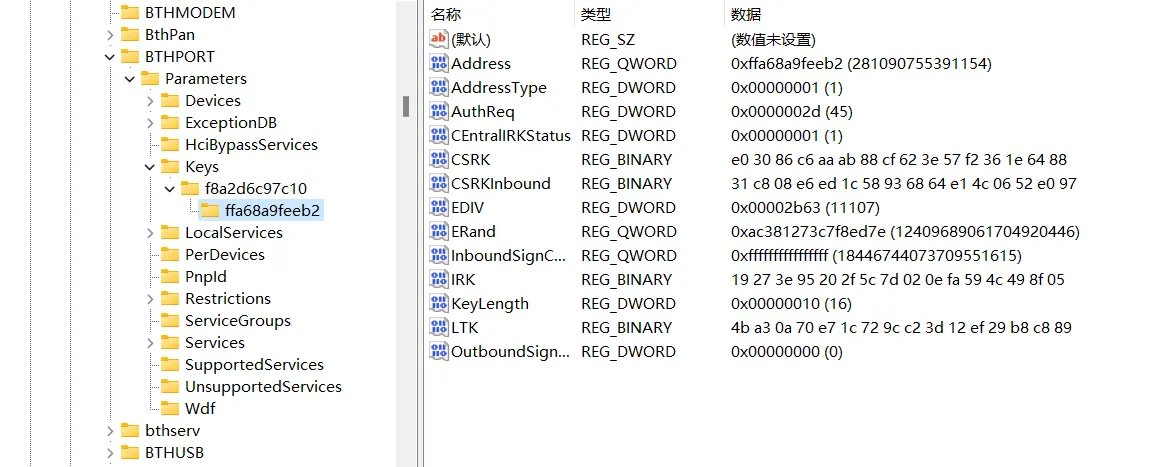 BTHMODEM
BthPan
BTHPORT
Parameters
Devices
ExceptionDB
HciBypassServices
Keys
f8a2d6c97c10
ffa68a9feeb2
LocalServices
PerDevices
PnpId
Restrictions
ServiceGroups
Services
SupportedServices
UnsupportedServices
Wdf
bthserv
BTHUSB
名称 类型 数据
(默认) REG_SZ (数值未设置)
Address REG_QWORD 0xffa68a9feeb2 (281090755391154)
AddressType REG_DWORD 0x00000001 (1)
AuthReq REG_DWORD 0x0000002d (45)
CEntralIRKStatus REG_DWORD 0x00000001 (1)
CSRK REG_BINARY e0 30 86 c6 aa ab 88 cf 62 3e 57 f2 36 1e 64 88
CSRKInbound REG_BINARY 31 c8 08 e6 ed 1c 58 93 68 64 e1 4c 06 52 e0 97
EDIV REG_DWORD 0x00002b63 (11107)
ERand REG_QWORD 0xac381273c7f8ed7e (12409689061704920446)
InboundSignC... REG_QWORD 0xffffffffffffffff (18446744073709551615)
IRK REG_BINARY 19 27 3e 95 20 2f 5c 7d 02 0e fa 59 4c 49 8f 05
KeyLength REG_DWORD 0x00000010 (16)
LTK REG_BINARY 4b a3 0a 70 e7 1c 72 9c c2 3d 12 ef 29 b8 c8 89
OutboundSign... REG_DWORD 0x00000000 (0)